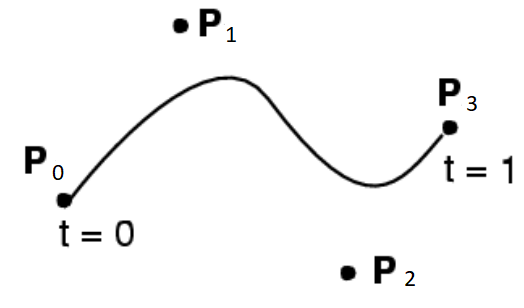 P₁
P₃
P₀
t = 1
t = 0
P₂